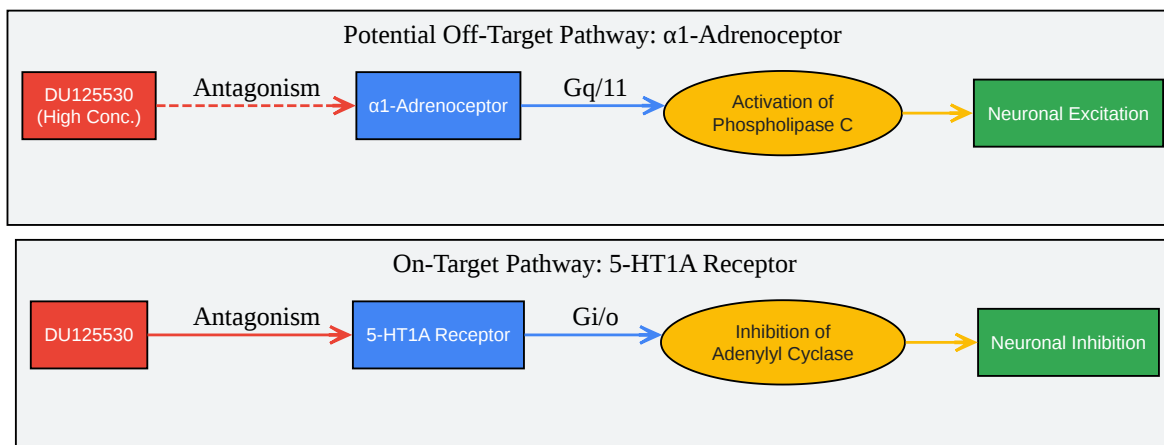 Potential Off-Target Pathway: α1-Adrenoceptor
DU125530
(High Conc.)
Antagonism
α1-Adrenoceptor
Gq/11
Activation of
Phospholipase C
Neuronal Excitation
On-Target Pathway: 5-HT1A Receptor
DU125530
Antagonism
5-HT1A Receptor
Gi/o
Inhibition of
Adenylyl Cyclase
Neuronal Inhibition